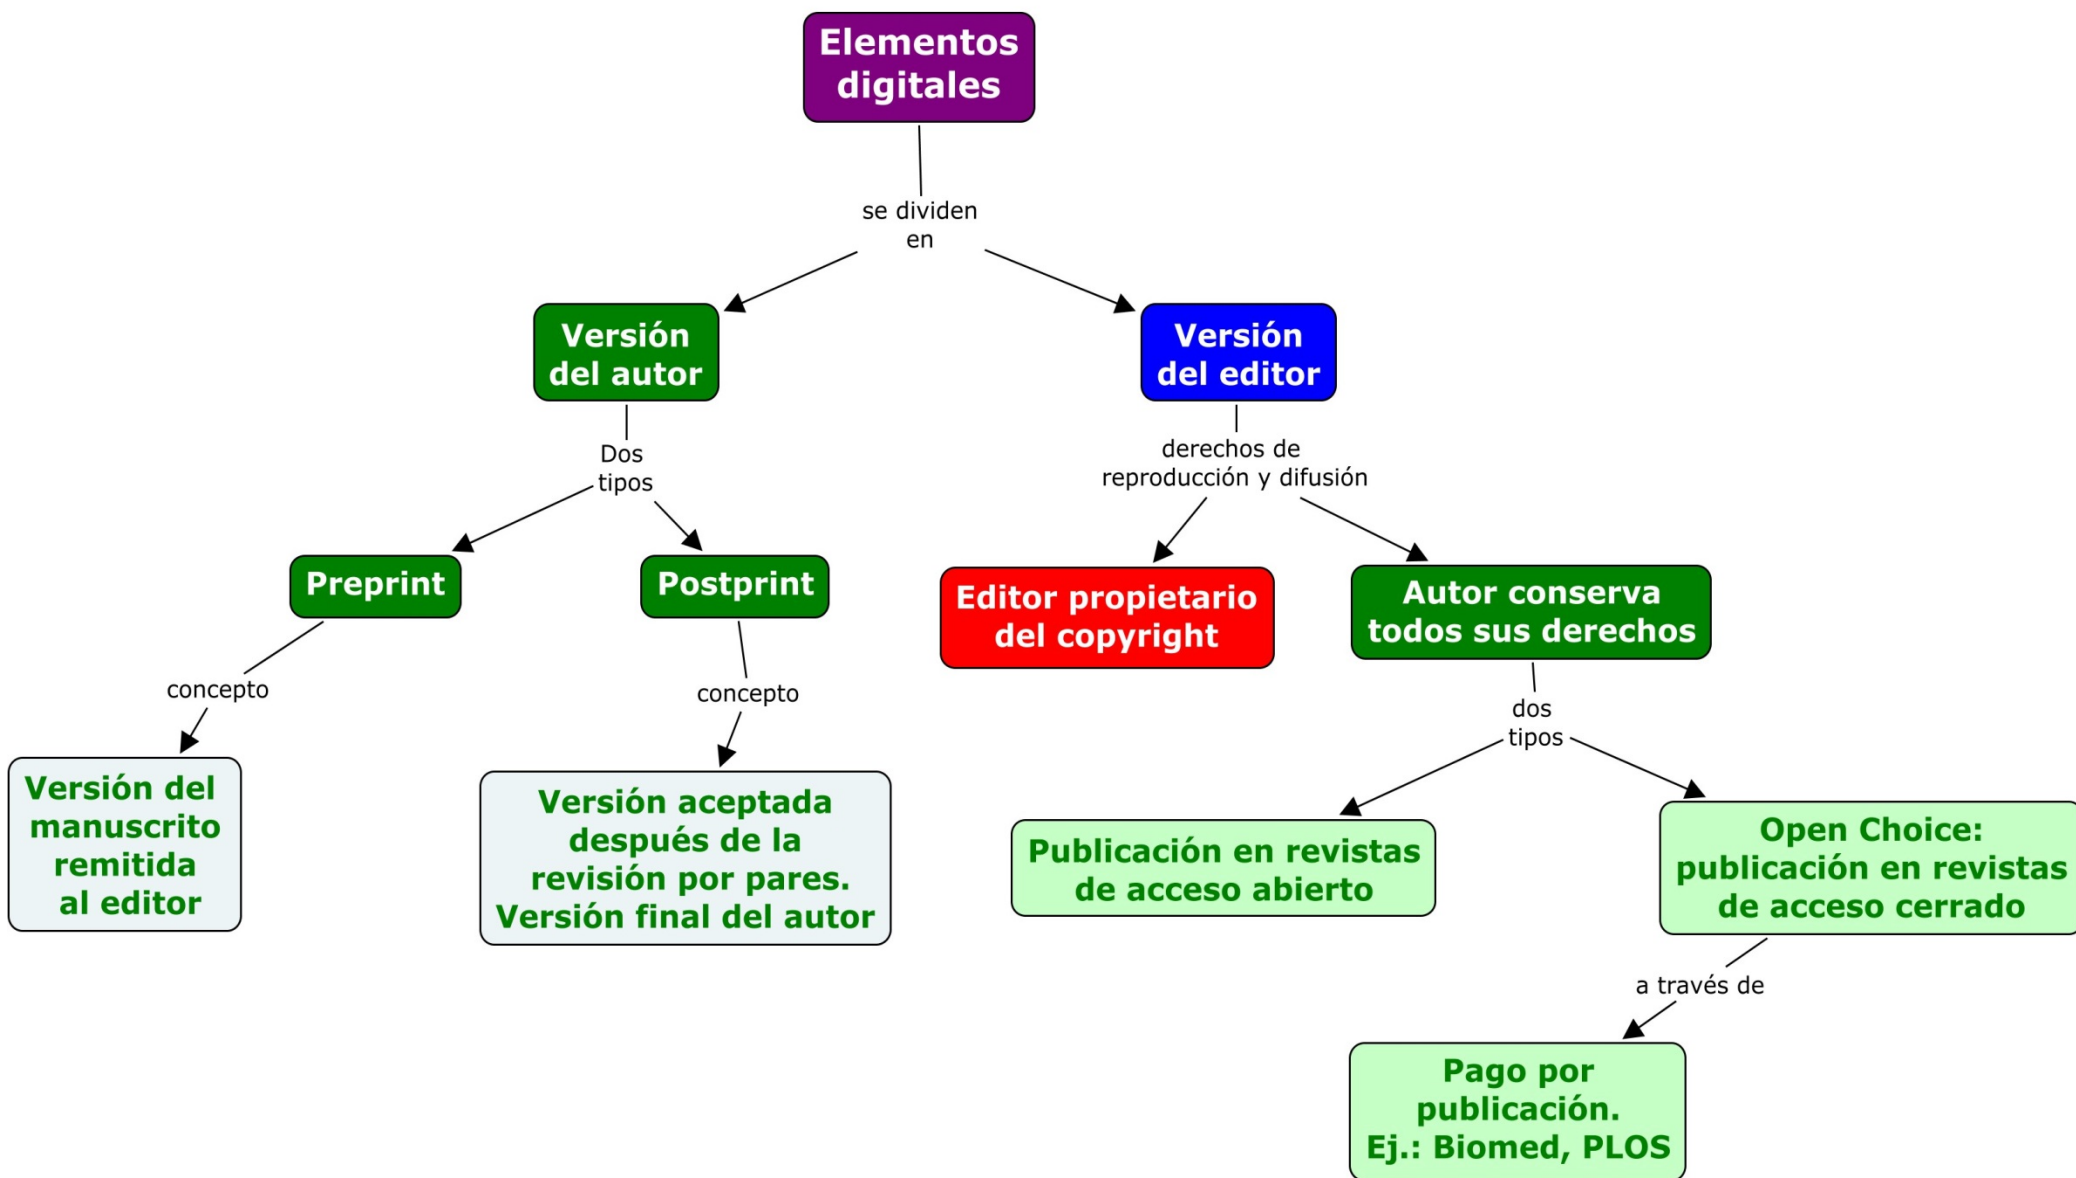 Elementos
digitales
se dividen
en
Versión
del autor
Versión
del editor
Dos
tipos
derechos de
reproducción y difusión
Preprint
Postprint
Editor propietario
del copyright
Autor conserva
todos sus derechos
concepto
concepto
dos
tipos
Versión del
manuscrito
remitida
al editor
Versión aceptada
después de la
revisión por pares.
Versión final del autor
Publicación en revistas
de acceso abierto
Open Choice:
publicación en revistas
de acceso cerrado
a través de
Pago por
publicación.
Ej.: Biomed, PLOS